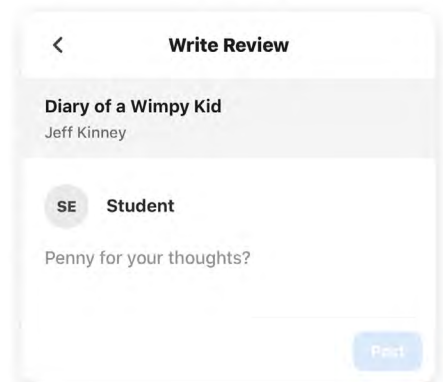 Write Review
Diary of a Wimpy Kid
Jeff Kinney
SE Student
Penny for your thoughts?
Post